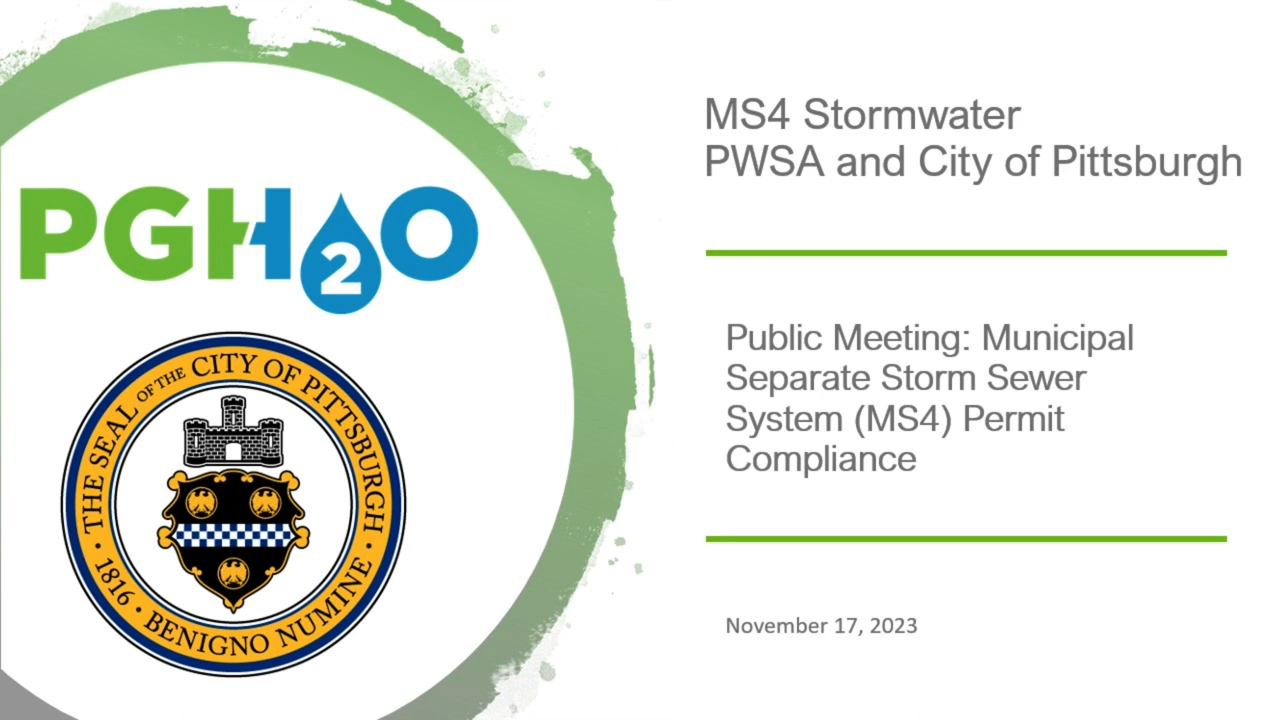 PGH2O
THE SEAL OF THE CITY OF PITTSBURGH
· 1816 · BENIGNO NUMINE ·
MS4 Stormwater
PWSA and City of Pittsburgh
Public Meeting: Municipal
Separate Storm Sewer
System (MS4) Permit
Compliance
November 17, 2023